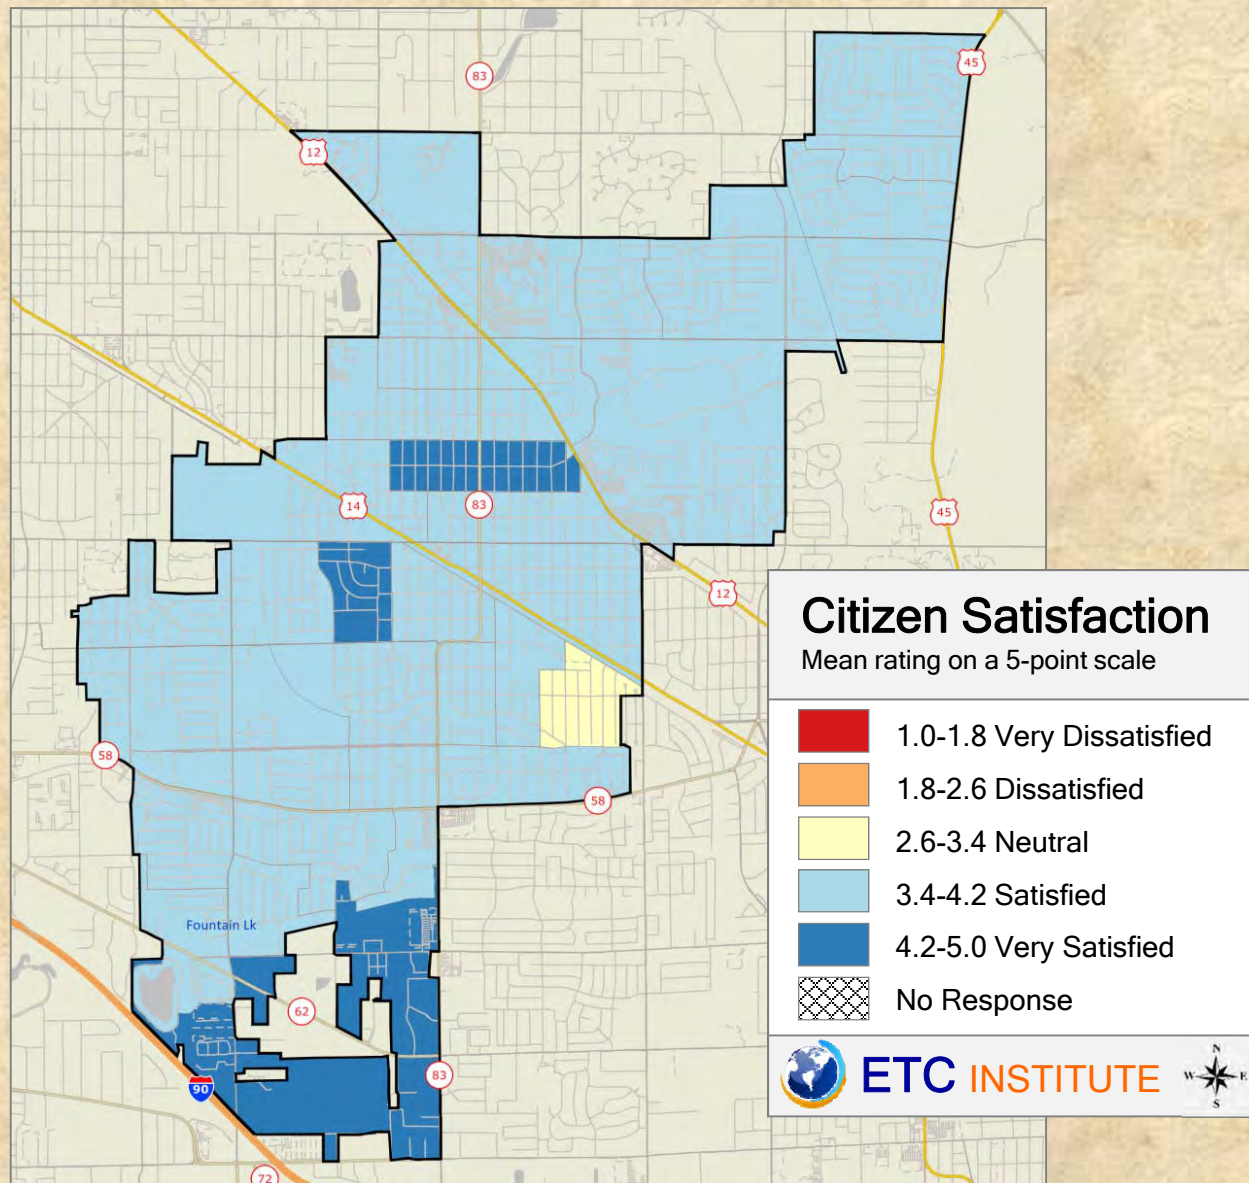 45
83
12
14
83
45
12
58
58
Fountain Lk
62
83
90
72
Citizen Satisfaction
Mean rating on a 5-point scale
1.0-1.8 Very Dissatisfied
1.8-2.6 Dissatisfied
2.6-3.4 Neutral
3.4-4.2 Satisfied
4.2-5.0 Very Satisfied
No Response
ETC INSTITUTE
N
W E
S